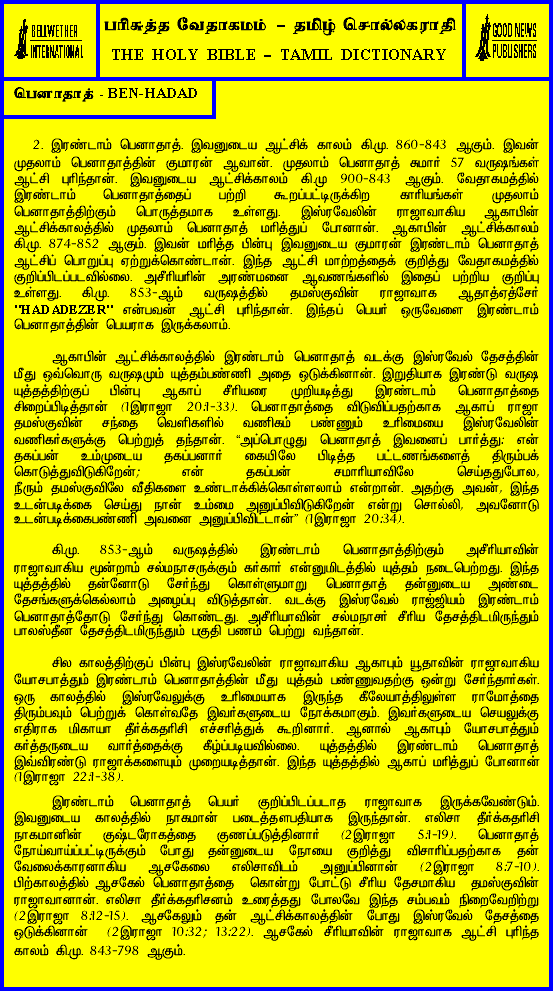 BELLWETHER
INTERNATIONAL
பரிசுத்த வேதாகமம் - தமிழ் சொல்லகராதி
THE HOLY BIBLE - TAMIL DICTIONARY
GOOD NEWS
PUBLISHERS
பெனாதாத் - BEN-HADAD
2. இரண்டாம் பெனாதாத். இவனுடைய ஆட்சிக் காலம் கி.மு. 860-843 ஆகும். இவன்
முதலாம் பெனாதாத்தின் குமாரன் ஆவான். முதலாம் பெனாதாத் சுமார் 57 வருஷங்கள்
ஆட்சி புரிந்தான். இவனுடைய ஆட்சிக்காலம் கி.மு 900-843 ஆகும். வேதாகமத்தில்
இரண்டாம் பெனாதாத்தைப் பற்றி கூறப்பட்டிருக்கிற காரியங்கள் முதலாம்
பெனாதாத்திற்கும் பொருத்தமாக உள்ளது. இஸ்ரவேலின் ராஜாவாகிய ஆகாபின்
ஆட்சிக்காலத்தில் முதலாம் பெனாதாத் மரித்துப் போனான். ஆகாபின் ஆட்சிக்காலம்
கி.மு. 874-852 ஆகும். இவன் மரித்த பின்பு இவனுடைய குமாரன் இரண்டாம் பெனாதாத்
ஆட்சிப் பொறுப்பு ஏற்றுக்கொண்டான். இந்த ஆட்சி மாற்றத்தைக் குறித்து வேதாகமத்தில்
குறிப்பிடப்படவில்லை. அசீரியரின் அரண்மனை ஆவணங்களில் இதைப் பற்றிய குறிப்பு
உள்ளது. கி.மு. 853-ஆம் வருஷத்தில் தமஸ்குவின் ராஜாவாக ஆதாத்ஏத்சேர்
"HADADEZER" என்பவன் ஆட்சி புரிந்தான். இந்தப் பெயர் ஒருவேளை இரண்டாம்
பெனாதாத்தின் பெயராக இருக்கலாம்.
ஆகாபின் ஆட்சிக்காலத்தில் இரண்டாம் பெனாதாத் வடக்கு இஸ்ரவேல் தேசத்தின்
மீது ஒவ்வொரு வருஷமும் யுத்தம்பண்ணி அதை ஒடுக்கினான். இறுதியாக இரண்டு வருஷ
யுத்தத்திற்குப் பின்பு ஆகாப் சீரியரை முறியடித்து இரண்டாம் பெனாதாத்தை
சிறைப்பிடித்தான் (1இராஜா 20:1-33). பெனாதாத்தை விடுவிப்பதற்காக ஆகாப் ராஜா
தமஸ்குவின் சந்தை வெளிகளில் வணிகம் பண்ணும் உரிமையை இஸ்ரவேலின்
வணிகர்களுக்கு பெற்றுத் தந்தான். "அப்பொழுது பெனாதாத் இவனைப் பார்த்து: என்
தகப்பன் உம்முடைய தகப்பனார் கையிலே பிடித்த பட்டணங்களைத் திரும்பக்
கொடுத்துவிடுகிறேன்; என் தகப்பன் சமாரியாவிலே செய்ததுபோல,
நீரும் தமஸ்குவிலே வீதிகளை உண்டாக்கிக்கொள்ளலாம் என்றான். அதற்கு அவன், இந்த
உடன்படிக்கை செய்து நான் உம்மை அனுப்பிவிடுகிறேன் என்று சொல்லி, அவனோடு
உடன்படிக்கைபண்ணி அவனை அனுப்பிவிட்டான்" (1இராஜா 20:34).
கி.மு. 853-ஆம் வருஷத்தில் இரண்டாம் பெனாதாத்திற்கும் அசீரியாவின்
ராஜாவாகிய மூன்றாம் சல்மனாசருக்கும் கர்கார் என்னுமிடத்தில் யுத்தம் நடைபெற்றது. இந்த
யுத்தத்தில் தன்னோடு சேர்ந்து கொள்ளுமாறு பெனாதாத் தன்னுடைய அண்டை
தேசங்களுக்கெல்லாம் அழைப்பு விடுத்தான். வடக்கு இஸ்ரவேல் ராஜ்ஜியம் இரண்டாம்
பெனாதாத்தோடு சேர்ந்து கொண்டது. அசீரியாவின் சல்மநாசர் சீரிய தேசத்திடமிருந்தும்
பாலஸ்தீன தேசத்திடமிருந்தும் பகுதி பணம் பெற்று வந்தான்.
சில காலத்திற்குப் பின்பு இஸ்ரவேலின் ராஜாவாகிய ஆகாபும் யூதாவின் ராஜாவாகிய
யோசபாத்தும் இரண்டாம் பெனாதாத்தின் மீது யுத்தம் பண்ணுவதற்கு ஒன்று சேர்ந்தார்கள்.
ஒரு காலத்தில் இஸ்ரவேலுக்கு உரிமையாக இருந்த கீலேயாத்திலுள்ள ராமோத்தை
திரும்பவும் பெற்றுக் கொள்வதே இவர்களுடைய நோக்கமாகும். இவர்களுடைய செயலுக்கு
எதிராக மிகாயா தீர்க்கதரிசி எச்சரித்துக் கூறினார். ஆனால் ஆகாபும் யோசபாத்தும்
கர்த்தருடைய வார்த்தைக்கு கீழ்ப்படியவில்லை. யுத்தத்தில் இரண்டாம் பெனாதாத்
இவ்விரண்டு ராஜாக்களையும் முறையடித்தான். இந்த யுத்தத்தில் ஆகாப் மரித்துப் போனான்
(1இராஜா 22:1-38).
இரண்டாம் பெனாதாத் பெயர் குறிப்பிடப்படாத ராஜாவாக இருக்கவேண்டும்.
இவனுடைய காலத்தில் நாகமான் படைத்தளபதியாக இருந்தான். எலிசா தீர்க்கதரிசி
நாகமானின் குஷ்டரோகத்தை குணப்படுத்தினார் (2இராஜா 5:1-19). பெனாதாத்
நோய்வாய்ப்பட்டிருக்கும் போது தன்னுடைய நோயை குறித்து விசாரிப்பதற்காக தன்
வேலைக்காரனாகிய ஆசகேலை எலிசாவிடம் அனுப்பினான் (2இராஜா 8:7-10).
பிற்காலத்தில் ஆசகேல் பெனாதாத்தை கொன்று போட்டு சீரிய தேசமாகிய தமஸ்குவின்
ராஜாவானான். எலிசா தீர்க்கதரிசனம் உரைத்தது போலவே இந்த சம்பவம் நிறைவேறிற்று
(2இராஜா 8:12-15). ஆசகேலும் தன் ஆட்சிக்காலத்தின் போது இஸ்ரவேல் தேசத்தை
ஒடுக்கினான் (2இராஜா 10:32; 13:22). ஆசகேல் சீரியாவின் ராஜாவாக ஆட்சி புரிந்த
காலம் கி.மு. 843-798 ஆகும்.